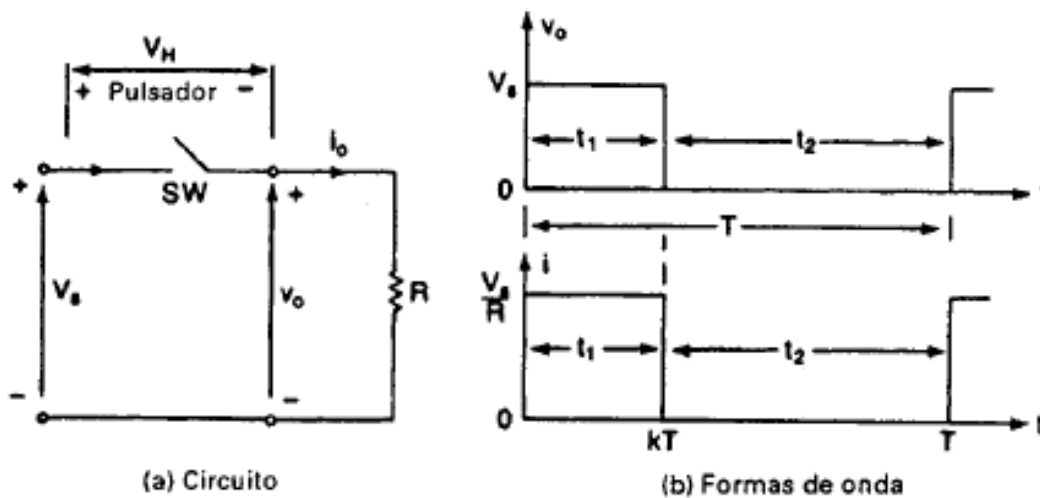 V_H
+ Pulsador −
i_o
+ SW +
V_s v_o R
− −
(a) Circuito
v_o
V_s
t_1 t_2
0
T
i
V_s/R
t_1 t_2
0
kT T t
(b) Formas de onda